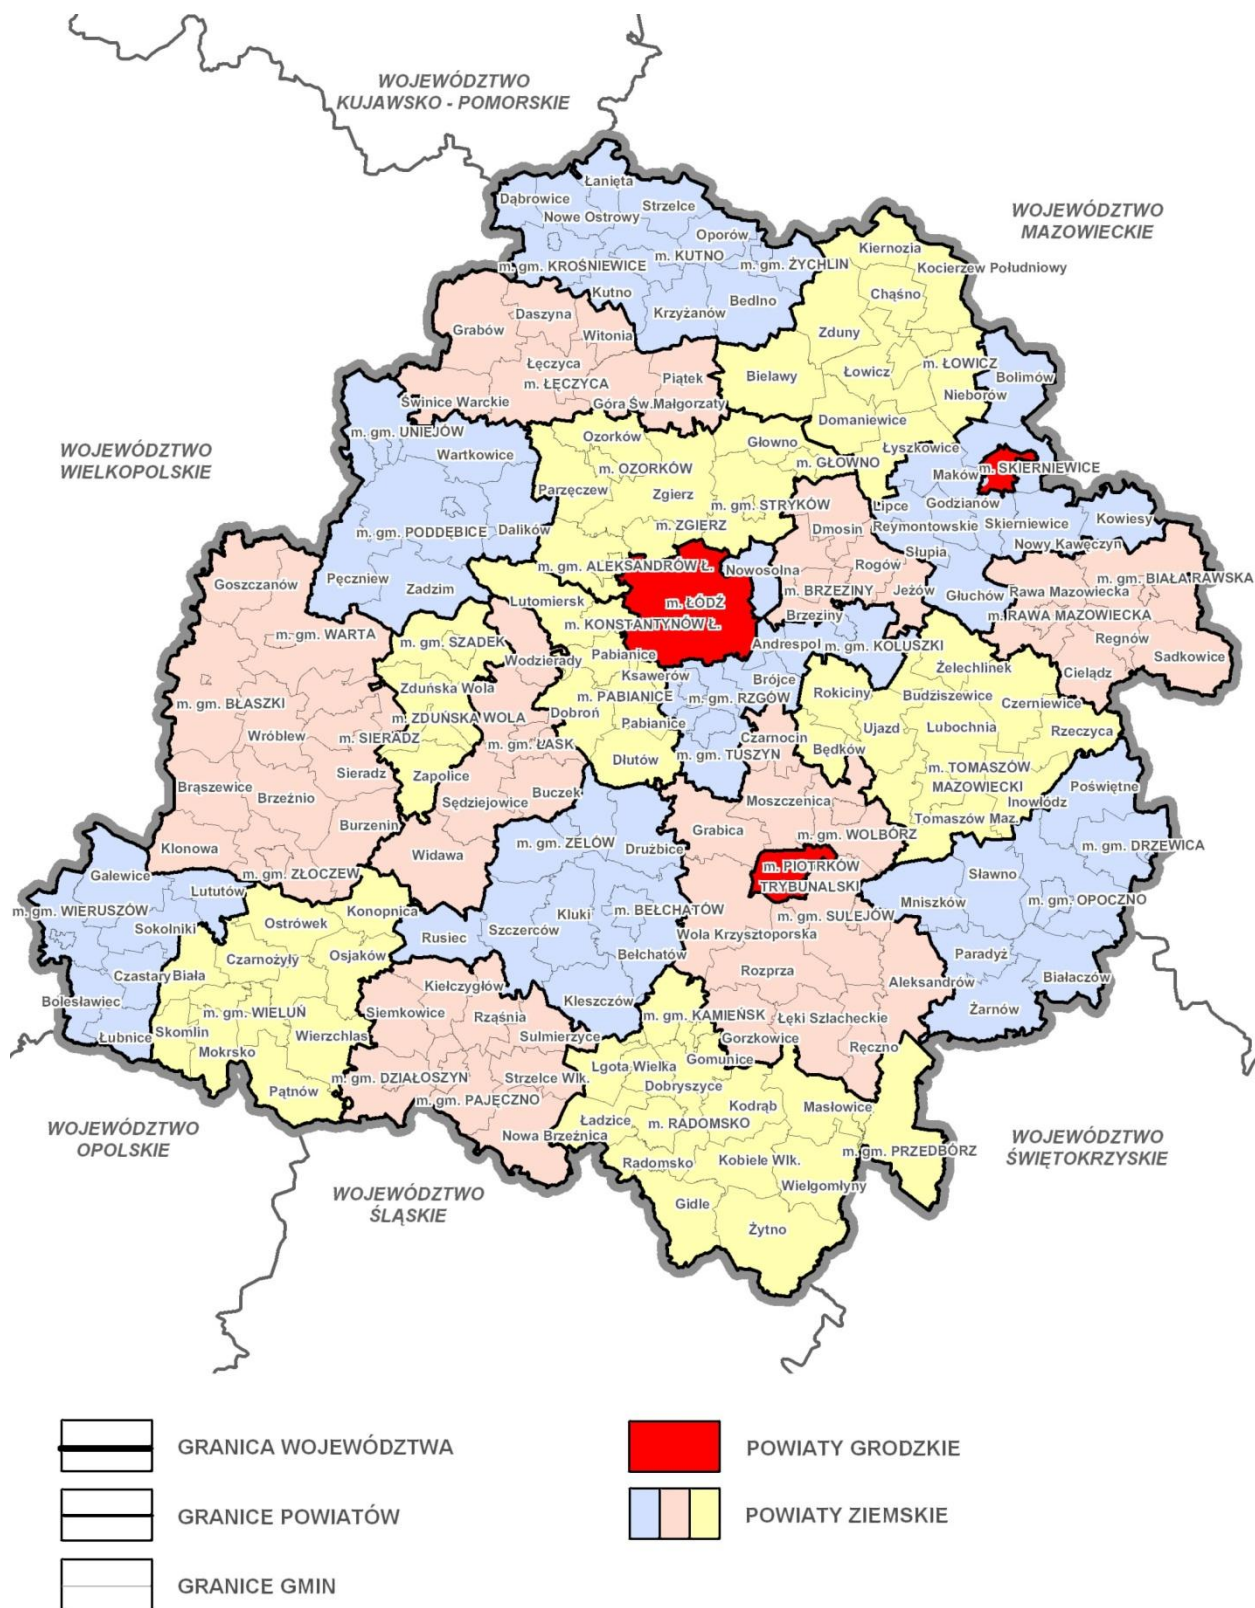 WOJEWÓDZTWO
KUJAWSKO - POMORSKIE
WOJEWÓDZTWO
MAZOWIECKIE
Łanięta
Dąbrowice
Strzelce
Nowe Ostrowy
Oporów
Kiernozia
m. KUTNO
m. gm. KROŚNIEWICE
m. gm. ŻYCHLIN
Kocierzew Południowy
Kutno
Bedlno
Chąśno
Krzyżanów
Daszyna
Grabów
Witonia
Zduny
Łęczyca
m. ŁĘCZYCA
Piątek
Bielawy
Łowicz
m. ŁOWICZ
Bolimów
Nieborów
Świnice Warckie
Góra Św.Małgorzaty
Domaniewice
m. gm. UNIEJÓW
WOJEWÓDZTWO
WIELKOPOLSKIE
Wartkowice
Ozorków
Głowno
Łyszkowice
m. OZORKÓW
m. GŁOWNO
Maków
m. SKIERNIEWICE
Parzęczew
Zgierz
m. gm. STRYKÓW
Lipce
Godzianów
Reymontowskie
Skierniewice
Kowiesy
m. gm. PODDĘBICE
Dalików
m. ZGIERZ
Dmosin
Słupia
Nowy Kawęczyn
Goszczanów
Pęczniew
Zadzim
m. gm. ALEKSANDRÓW Ł.
Nowosolna
Rogów
m. gm. BIAŁA RAWSKA
Lutomiersk
m. ŁÓDŹ
m. BRZEZINY
Jeżów
Głuchów
Rawa Mazowiecka
m. KONSTANTYNÓW Ł.
Brzeziny
m. RAWA MAZOWIECKA
m. gm. WARTA
m. gm. SZADEK
Wodzierady
Pabianice
Andrespol
m. gm. KOLUSZKI
Regnów
Sadkowice
Ksawerów
Żelechlinek
Cielądz
m. gm. BŁASZKI
Zduńska Wola
m. PABIANICE
Brójce
Rokiciny
Budziszewice
Czerniewice
m. gm. RZGÓW
m. ZDUŃSKA WOLA
Dobroń
Pabianice
Ujazd
Lubochnia
Rzeczyca
Wróblew
m. SIERADZ
m. gm. ŁASK
Czarnocin
Będków
m. gm. TUSZYN
Dłutów
Sieradz
Zapolice
m. TOMASZÓW
MAZOWIECKI
Poświętne
Brąszewice
Brzeźnio
Sędziejowice
Buczek
Moszczenica
Inowłódz
Burzenin
Grabica
m. gm. WOLBÓRZ
Tomaszów Maz.
Klonowa
Widawa
m. gm. ZELÓW
Drużbice
m. gm. DRZEWICA
m. gm. ZŁOCZEW
m. PIOTRKÓW
TRYBUNALSKI
Sławno
Galewice
Lututów
m. gm. WIERUSZÓW
Konopnica
Kluki
m. BEŁCHATÓW
Mniszków
m. gm. OPOCZNO
Ostrówek
m. gm. SULEJÓW
Sokolniki
Szczerców
Wola Krzysztoporska
Rusiec
Czarnożyły
Osjaków
Bełchatów
Paradyż
Czastary
Biała
Rozprza
Aleksandrów
Białaczów
Kiełczygłów
Bolesławiec
m. gm. WIELUŃ
Siemkowice
Kleszczów
m. gm. KAMIEŃSK
Łęki Szlacheckie
Żarnów
Rząśnia
Łubnice
Skomlin
Wierzchlas
Sulmierzyce
Gorzkowice
Ręczno
Mokrsko
Lgota Wielka
Gomunice
m. gm. DZIAŁOSZYN
Strzelce Wlk.
Dobryszyce
Pątnów
m. gm. PAJĘCZNO
Kodrąb
Masłowice
Ładzice
m. RADOMSKO
WOJEWÓDZTWO
OPOLSKIE
Nowa Brzeźnica
WOJEWÓDZTWO
ŚWIĘTOKRZYSKIE
m. gm. PRZEDBÓRZ
Radomsko
Kobiele Wlk.
WOJEWÓDZTWO
ŚLĄSKIE
Wielgomłyny
Gidle
Żytno
GRANICA WOJEWÓDZTWA
POWIATY GRODZKIE
GRANICE POWIATÓW
POWIATY ZIEMSKIE
GRANICE GMIN